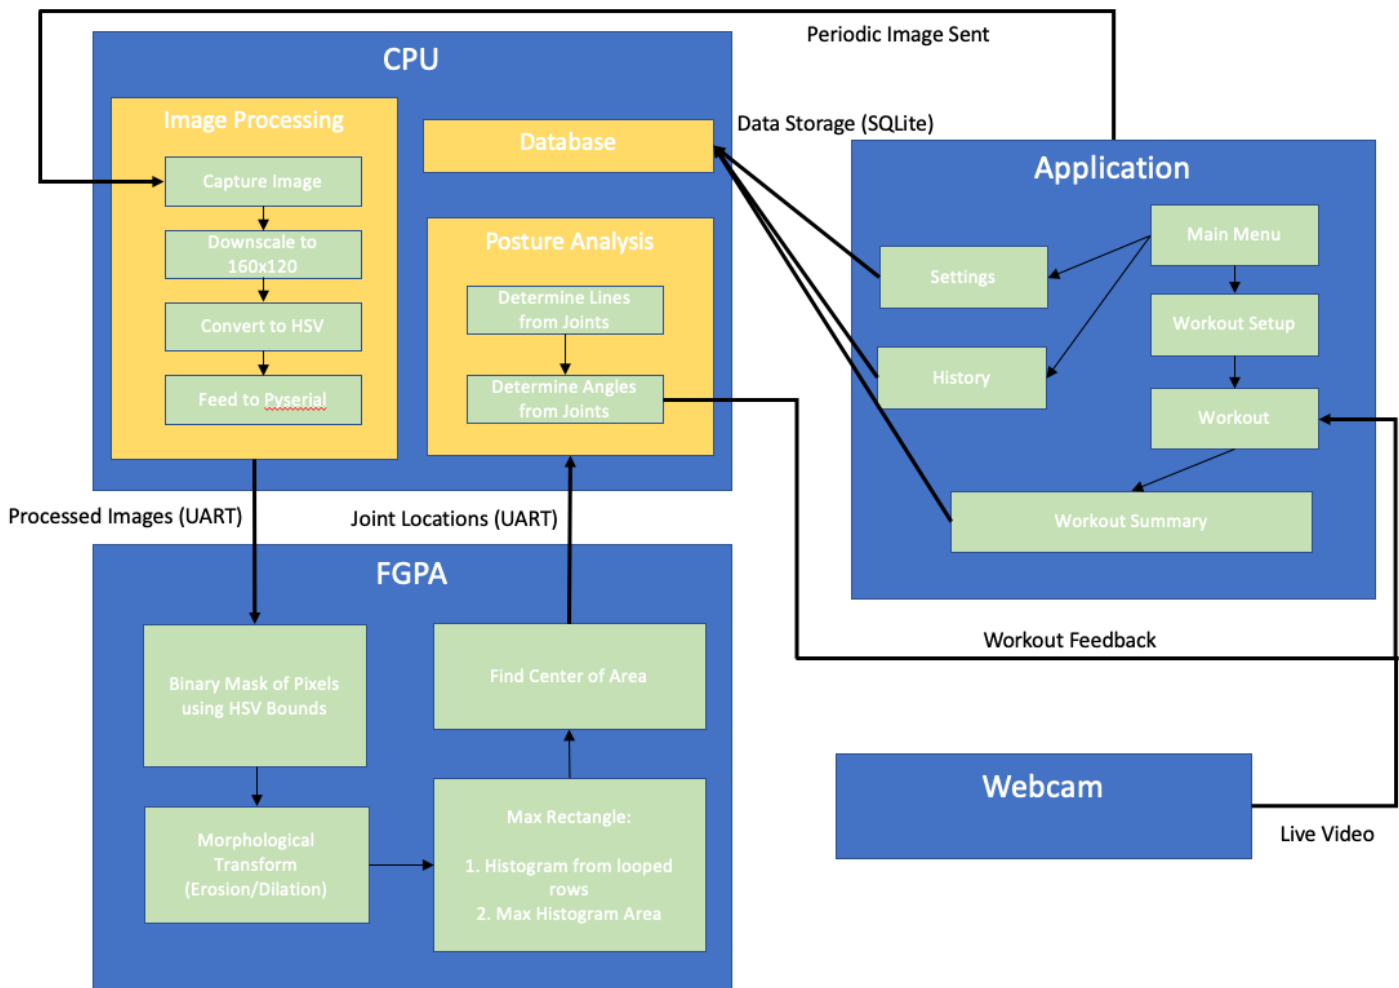 Periodic Image Sent
CPU
Image Processing
Capture Image
Downscale to
160x120
Convert to HSV
Feed to Pyserial
Database
Data Storage (SQLite)
Posture Analysis
Determine Lines
from Joints
Determine Angles
from Joints
Application
Main Menu
Settings
Workout Setup
History
Workout
Workout Summary
Processed Images (UART)
Joint Locations (UART)
FGPA
Binary Mask of Pixels
using HSV Bounds
Morphological
Transform
(Erosion/Dilation)
Find Center of Area
Max Rectangle:
1. Histogram from looped
rows
2. Max Histogram Area
Workout Feedback
Webcam
Live Video